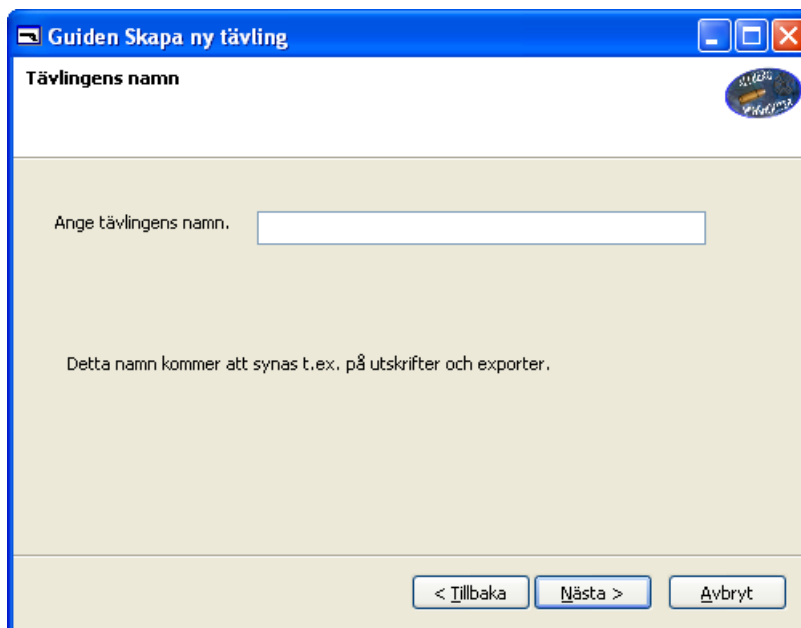 Guiden Skapa ny tävling
Tävlingens namn
Ange tävlingens namn.
Detta namn kommer att synas t.ex. på utskrifter och exporter.
< Tillbaka
Nästa >
Avbryt